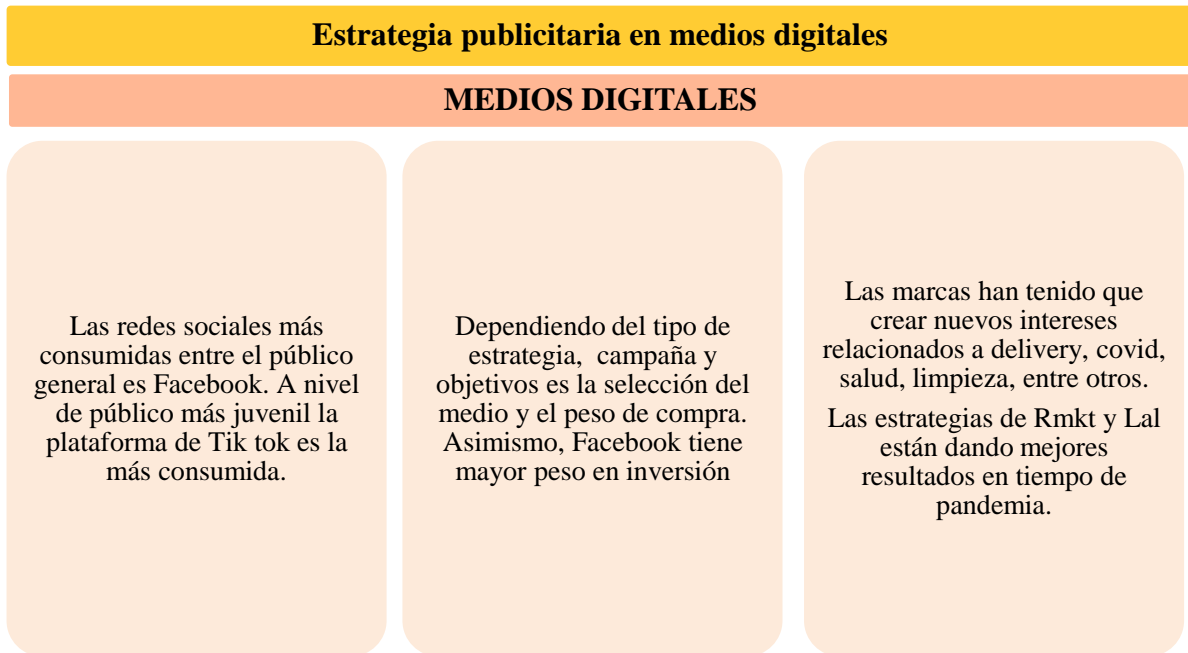 Estrategia publicitaria en medios digitales
MEDIOS DIGITALES
Las redes sociales más
consumidas entre el público
general es Facebook. A nivel
de público más juvenil la
plataforma de Tik tok es la
más consumida.
Dependiendo del tipo de
estrategia, campaña y
objetivos es la selección del
medio y el peso de compra.
Asimismo, Facebook tiene
mayor peso en inversión
Las marcas han tenido que
crear nuevos intereses
relacionados a delivery, covid,
salud, limpieza, entre otros.
Las estrategias de Rmkt y Lal
están dando mejores
resultados en tiempo de
pandemia.